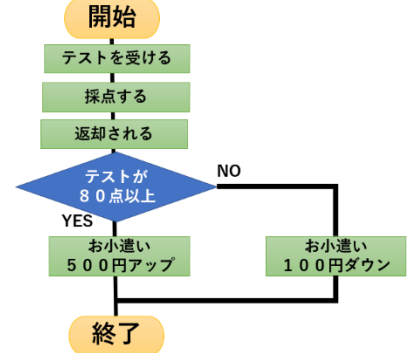 開始
テストを受ける
採点する
返却される
テストが
８０点以上
NO
YES
お小遣い
５００円アップ
お小遣い
１００円ダウン
終了